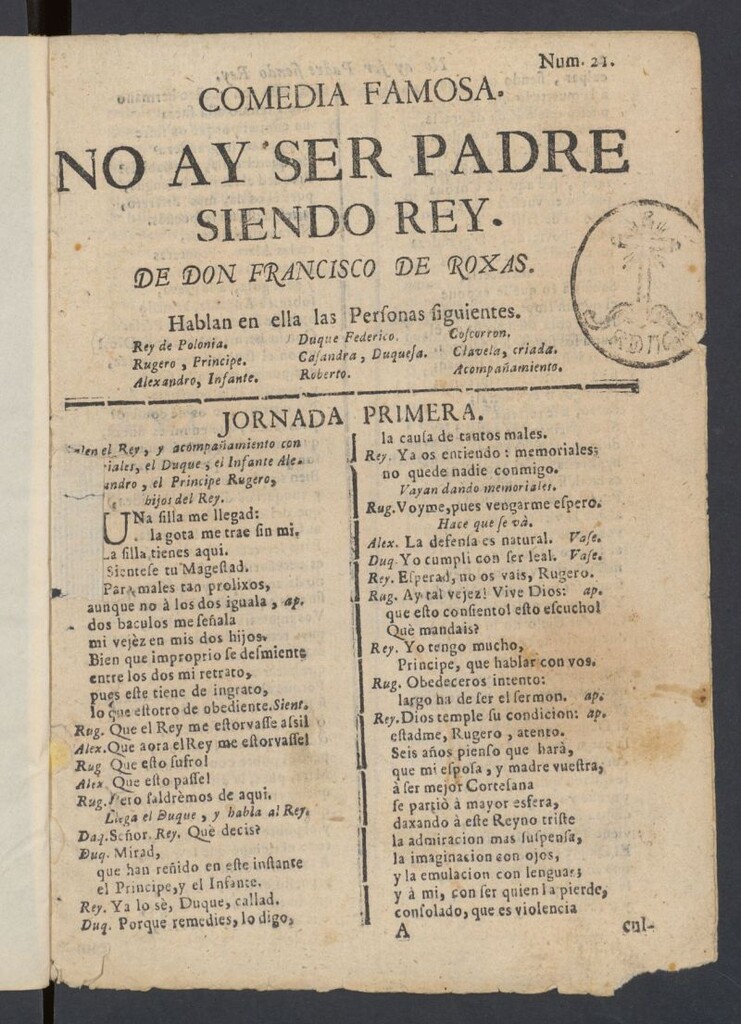 Num. 21.
COMEDIA FAMOSA.
NO AY SER PADRE
SIENDO REY.
DE DON FRANCISCO DE ROXAS.
Hablan en ella las Perſonas ſiguientes.
Rey de Polonia.
Rugero, Principe.
Alexandro, Infante.
Duque Federico.
Caſandra, Duqueſa.
Roberto.
Coſcorron.
Clavela, criada.
Acompañamiento.
JORNADA PRIMERA.
len el Rey, y acompañamiento con
iales, el Duque, el Infante Ale-
andro, el Principe Rugero,
hijos del Rey.
UNa ſilla me llegad:
la gota me trae ſin mi.
La ſilla tienes aqui.
Sienteſe tu Mageſtad.
Para males tan prolixos,
aunque no à los dos iguala, ap.
dos baculos me ſeñala
mi vejèz en mis dos hijos.
Bien que improprio ſe deſmiente
entre los dos mi retrato,
pues eſte tiene de ingrato,
lo que eſtotro de obediente. Sient.
Rug. Que el Rey me eſtorvaſſe aſsi!
Alex. Que aora el Rey me eſtorvaſſe!
Rug Que eſto ſufro!
Alex Que eſto paſſe!
Rug. Pero ſaldrèmos de aqui.
Llega el Duque, y habla al Rey.
Duq. Señor. Rey. Què decis?
Duq. Mirad,
que han reñido en eſte inſtante
el Principe, y el Infante.
Rey. Ya lo sè, Duque, callad.
Duq. Porque remedies, lo digo,
la cauſa de tantos males.
Rey. Ya os entiendo: memoriales;
no quede nadie conmigo.
Vayan dando memoriales.
Rug. Voyme, pues vengarme eſpero.
Hace que ſe và.
Alex. La defenſa es natural. Vaſe.
Duq Yo cumpli con ſer leal. Vaſe.
Rey. Eſperad, no os vais, Rugero.
Rug. Ay tal vejez! Vive Dios: ap.
que eſto conſiento! eſto eſcucho!
Què mandais?
Rey. Yo tengo mucho,
Principe, que hablar con vos.
Rug. Obedeceros intento:
largo ha de ſer el ſermon. ap.
Rey. Dios temple ſu condicion: ap.
eſtadme, Rugero, atento.
Seis años pienſo que harà,
que mi eſpoſa, y madre vueſtra,
à ſer mejor Corteſana
ſe partiò à mayor esfera,
daxando à eſte Reyno triſte
la admiracion mas ſuſpenſa,
la imaginacion con ojos,
y la emulacion con lenguas;
y à mi, con ſer quien la pierde,
conſolado, que es violencia
A
cul-